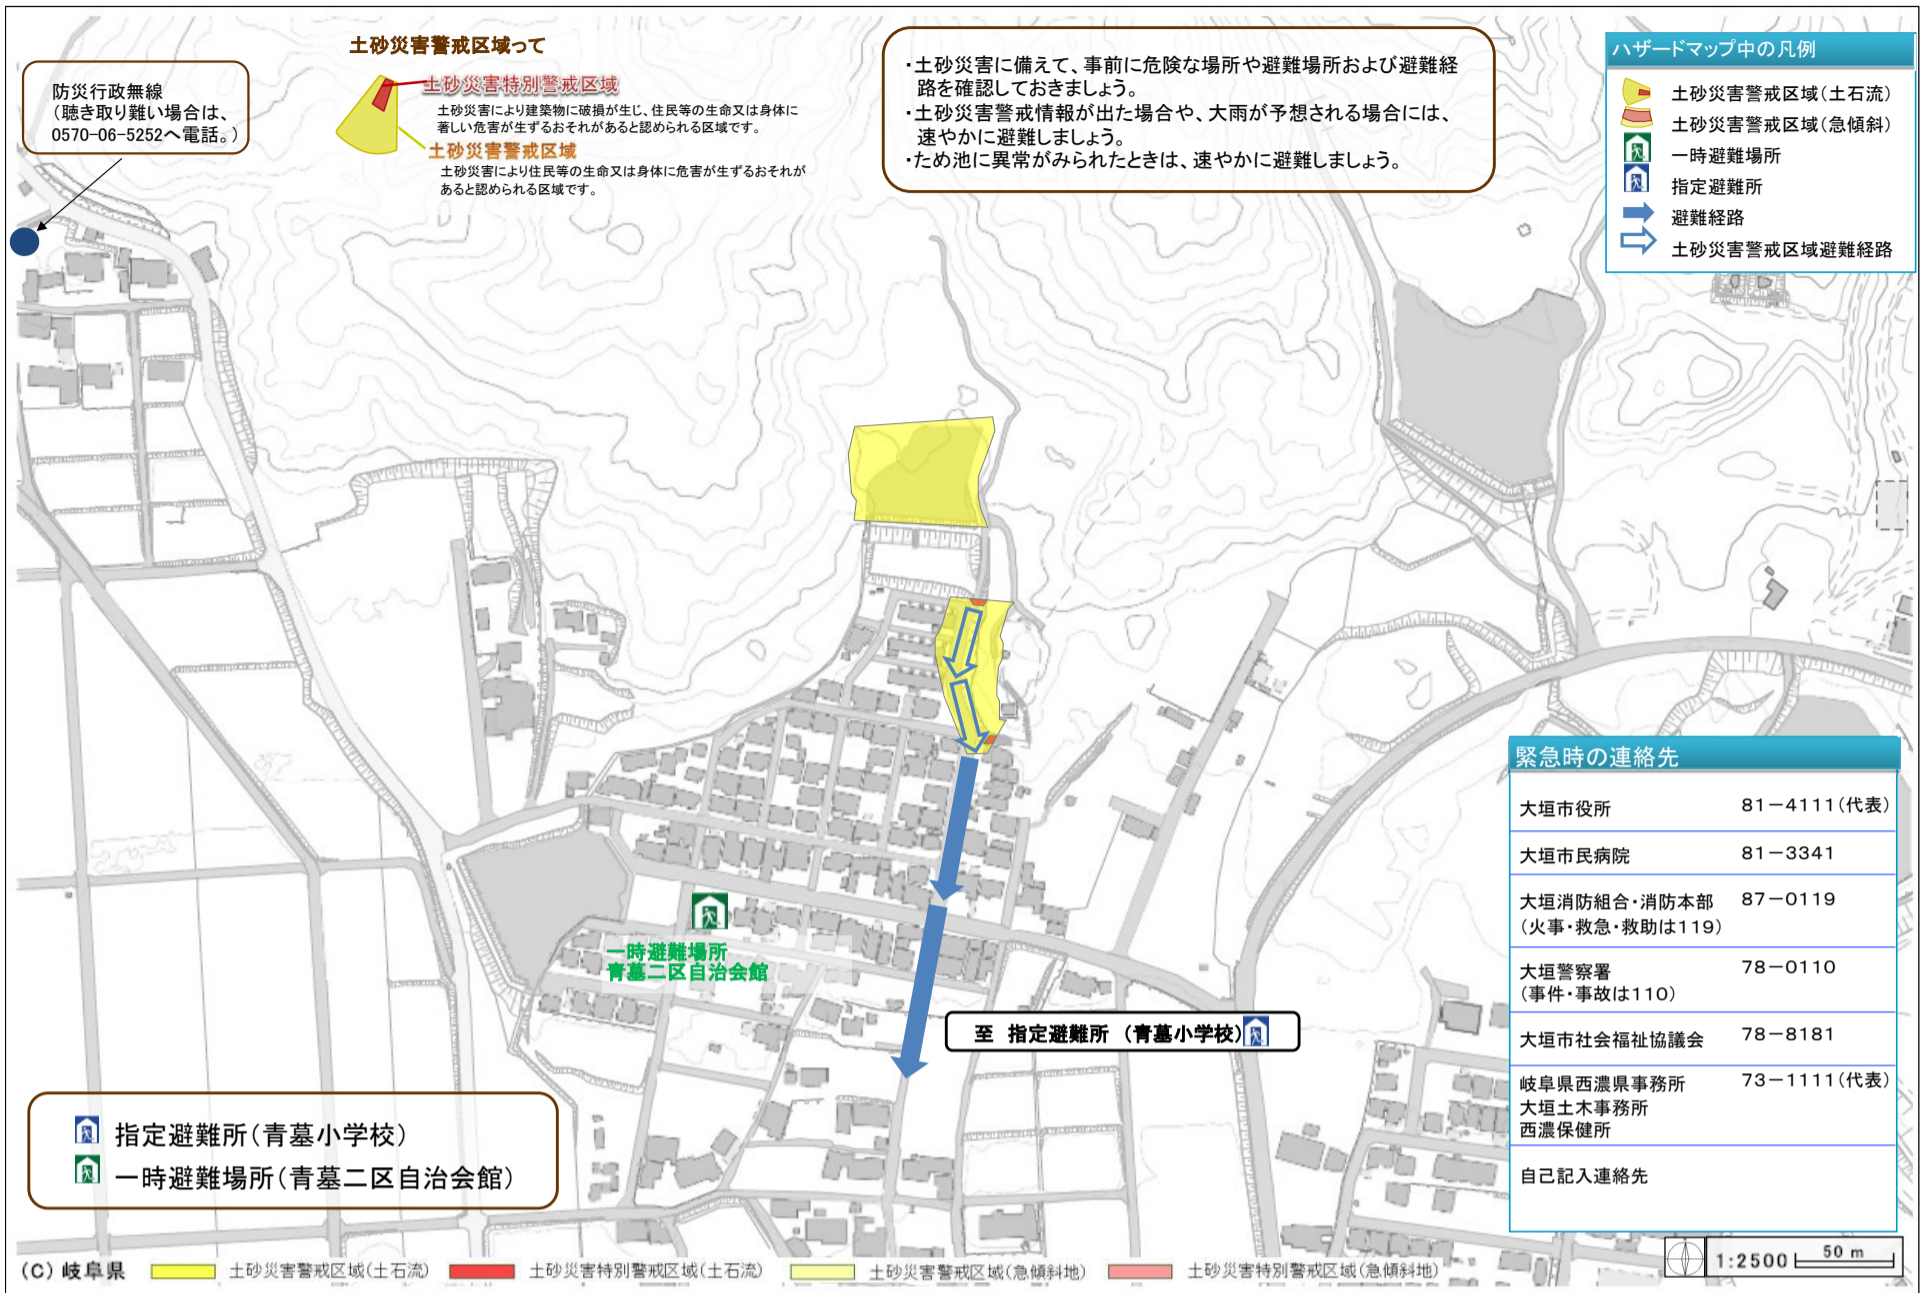 土砂災害警戒区域って
土砂災害特別警戒区域
土砂災害により建築物に破損が生じ、住民等の生命又は身体に
著しい危害が生ずるおそれがあると認められる区域です。
土砂災害警戒区域
土砂災害により住民等の生命又は身体に危害が生ずるおそれが
あると認められる区域です。
防災行政無線
(聴き取り難い場合は、
0570-06-5252へ電話。)
・土砂災害に備えて、事前に危険な場所や避難場所および避難経
路を確認しておきましょう。
・土砂災害警戒情報が出た場合や、大雨が予想される場合には、
速やかに避難しましょう。
・ため池に異常がみられたときは、速やかに避難しましょう。
ハザードマップ中の凡例
土砂災害警戒区域(土石流)
土砂災害警戒区域(急傾斜)
一時避難場所
指定避難所
避難経路
土砂災害警戒区域避難経路
一時避難場所
青墓二区自治会館
至 指定避難所 (青墓小学校)
緊急時の連絡先
大垣市役所 81-4111(代表)
大垣市民病院 81-3341
大垣消防組合・消防本部 87-0119
(火事・救急・救助は119)
大垣警察署 78-0110
(事件・事故は110)
大垣市社会福祉協議会 78-8181
岐阜県西濃県事務所 73-1111(代表)
大垣土木事務所
西濃保健所
自己記入連絡先
指定避難所(青墓小学校)
一時避難場所(青墓二区自治会館)
(C) 岐阜県 土砂災害警戒区域(土石流) 土砂災害特別警戒区域(土石流) 土砂災害警戒区域(急傾斜地) 土砂災害特別警戒区域(急傾斜地)
1:2500 50 m